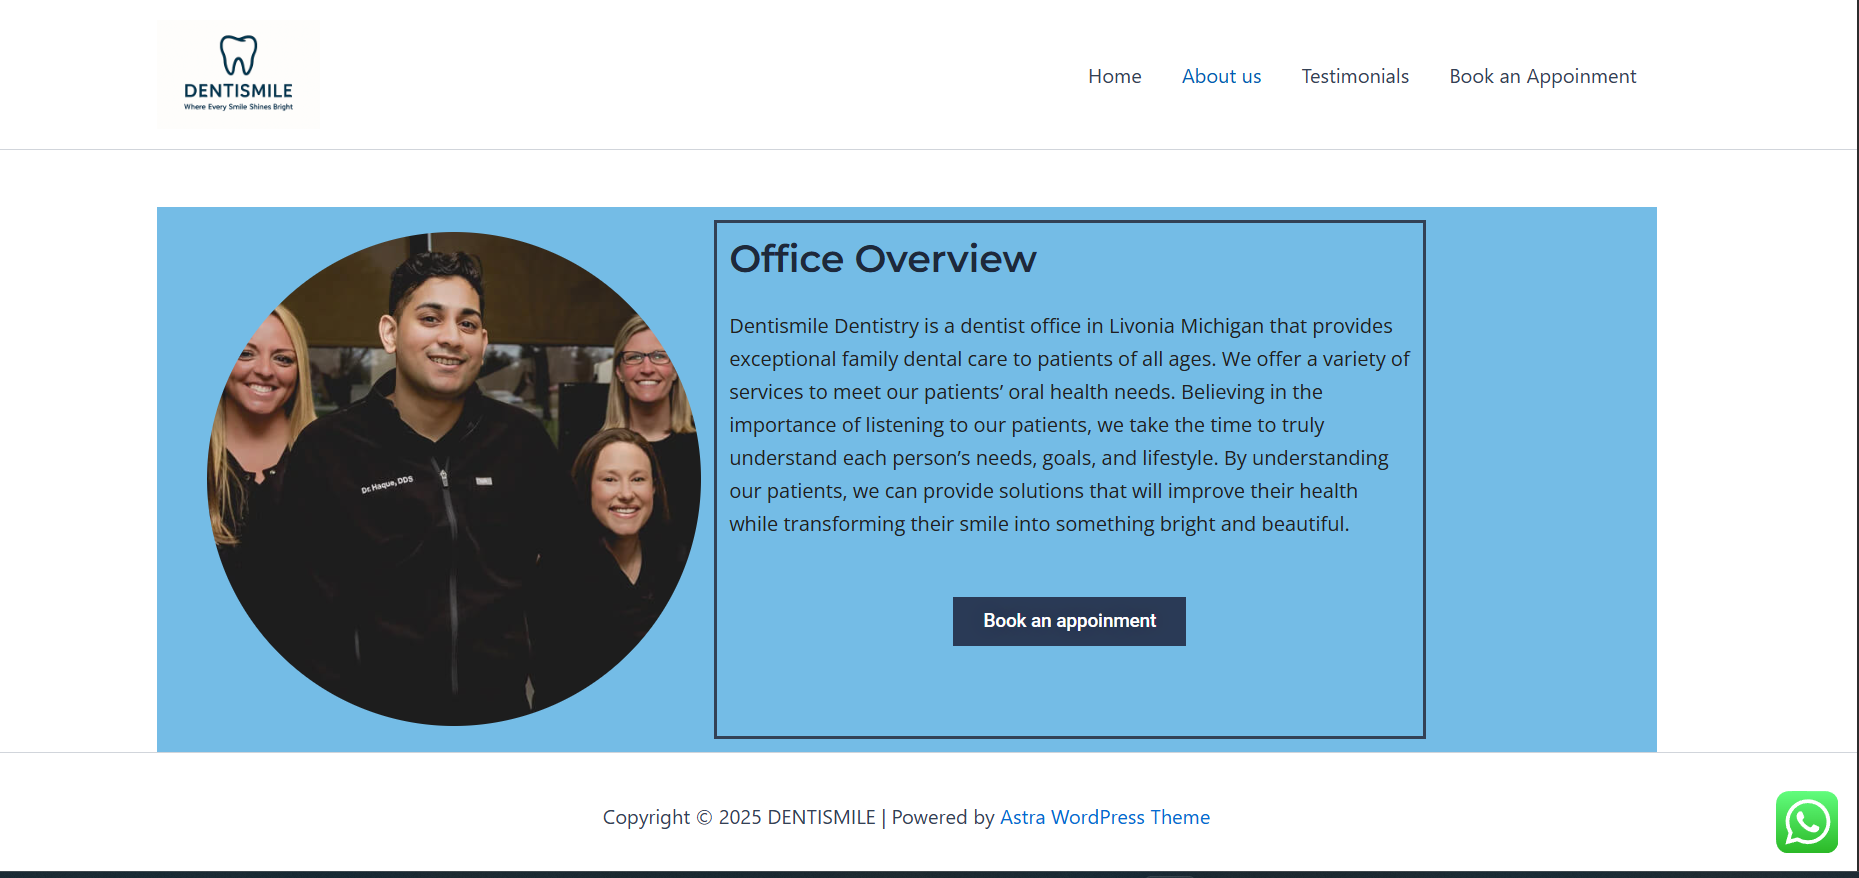 DENTISMILE
Where Every Smile Shines Bright
Home
About us
Testimonials
Book an Appoinment
Dr. Haque, DDS
Office Overview
Dentismile Dentistry is a dentist office in Livonia Michigan that provides
exceptional family dental care to patients of all ages. We offer a variety of
services to meet our patients’ oral health needs. Believing in the
importance of listening to our patients, we take the time to truly
understand each person’s needs, goals, and lifestyle. By understanding
our patients, we can provide solutions that will improve their health
while transforming their smile into something bright and beautiful.
Book an appoinment
Copyright © 2025 DENTISMILE | Powered by Astra WordPress Theme